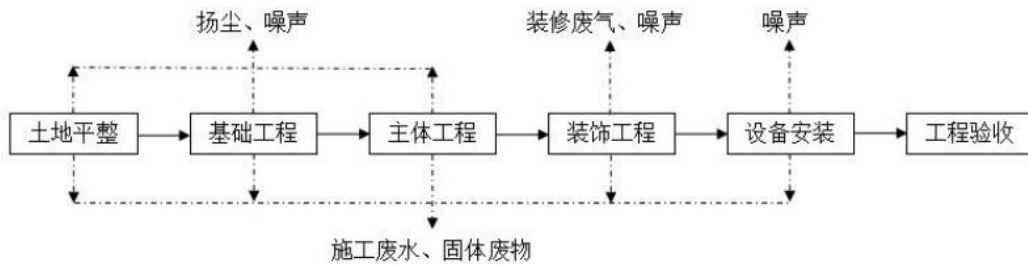 扬尘、噪声
装修废气、噪声
噪声
土地平整
基础工程
主体工程
装饰工程
设备安装
工程验收
施工废水、固体废物